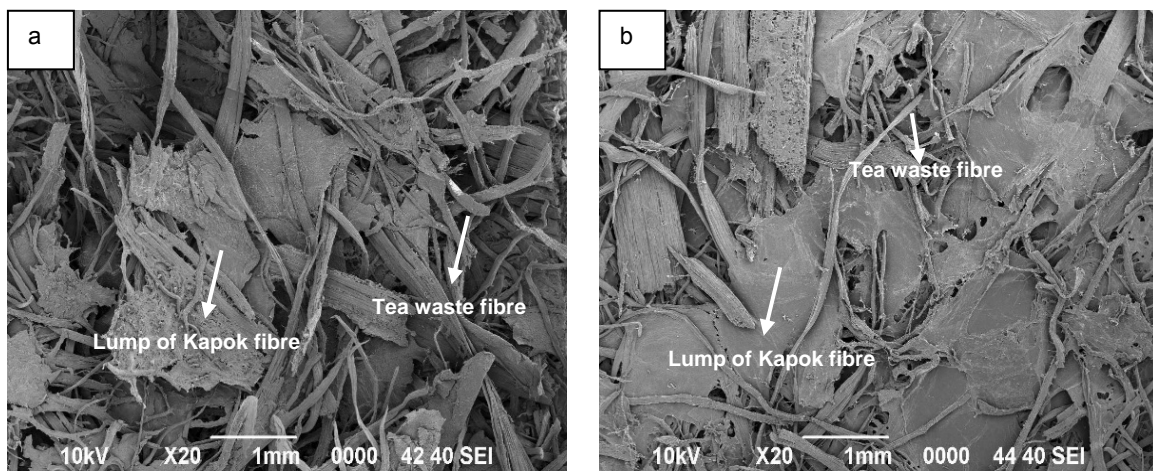 a
Tea waste fibre
Lump of Kapok fibre
10kV X20 1mm 0000 42 40 SEI
b
Tea waste fibre
Lump of Kapok fibre
10kV X20 1mm 0000 44 40 SEI